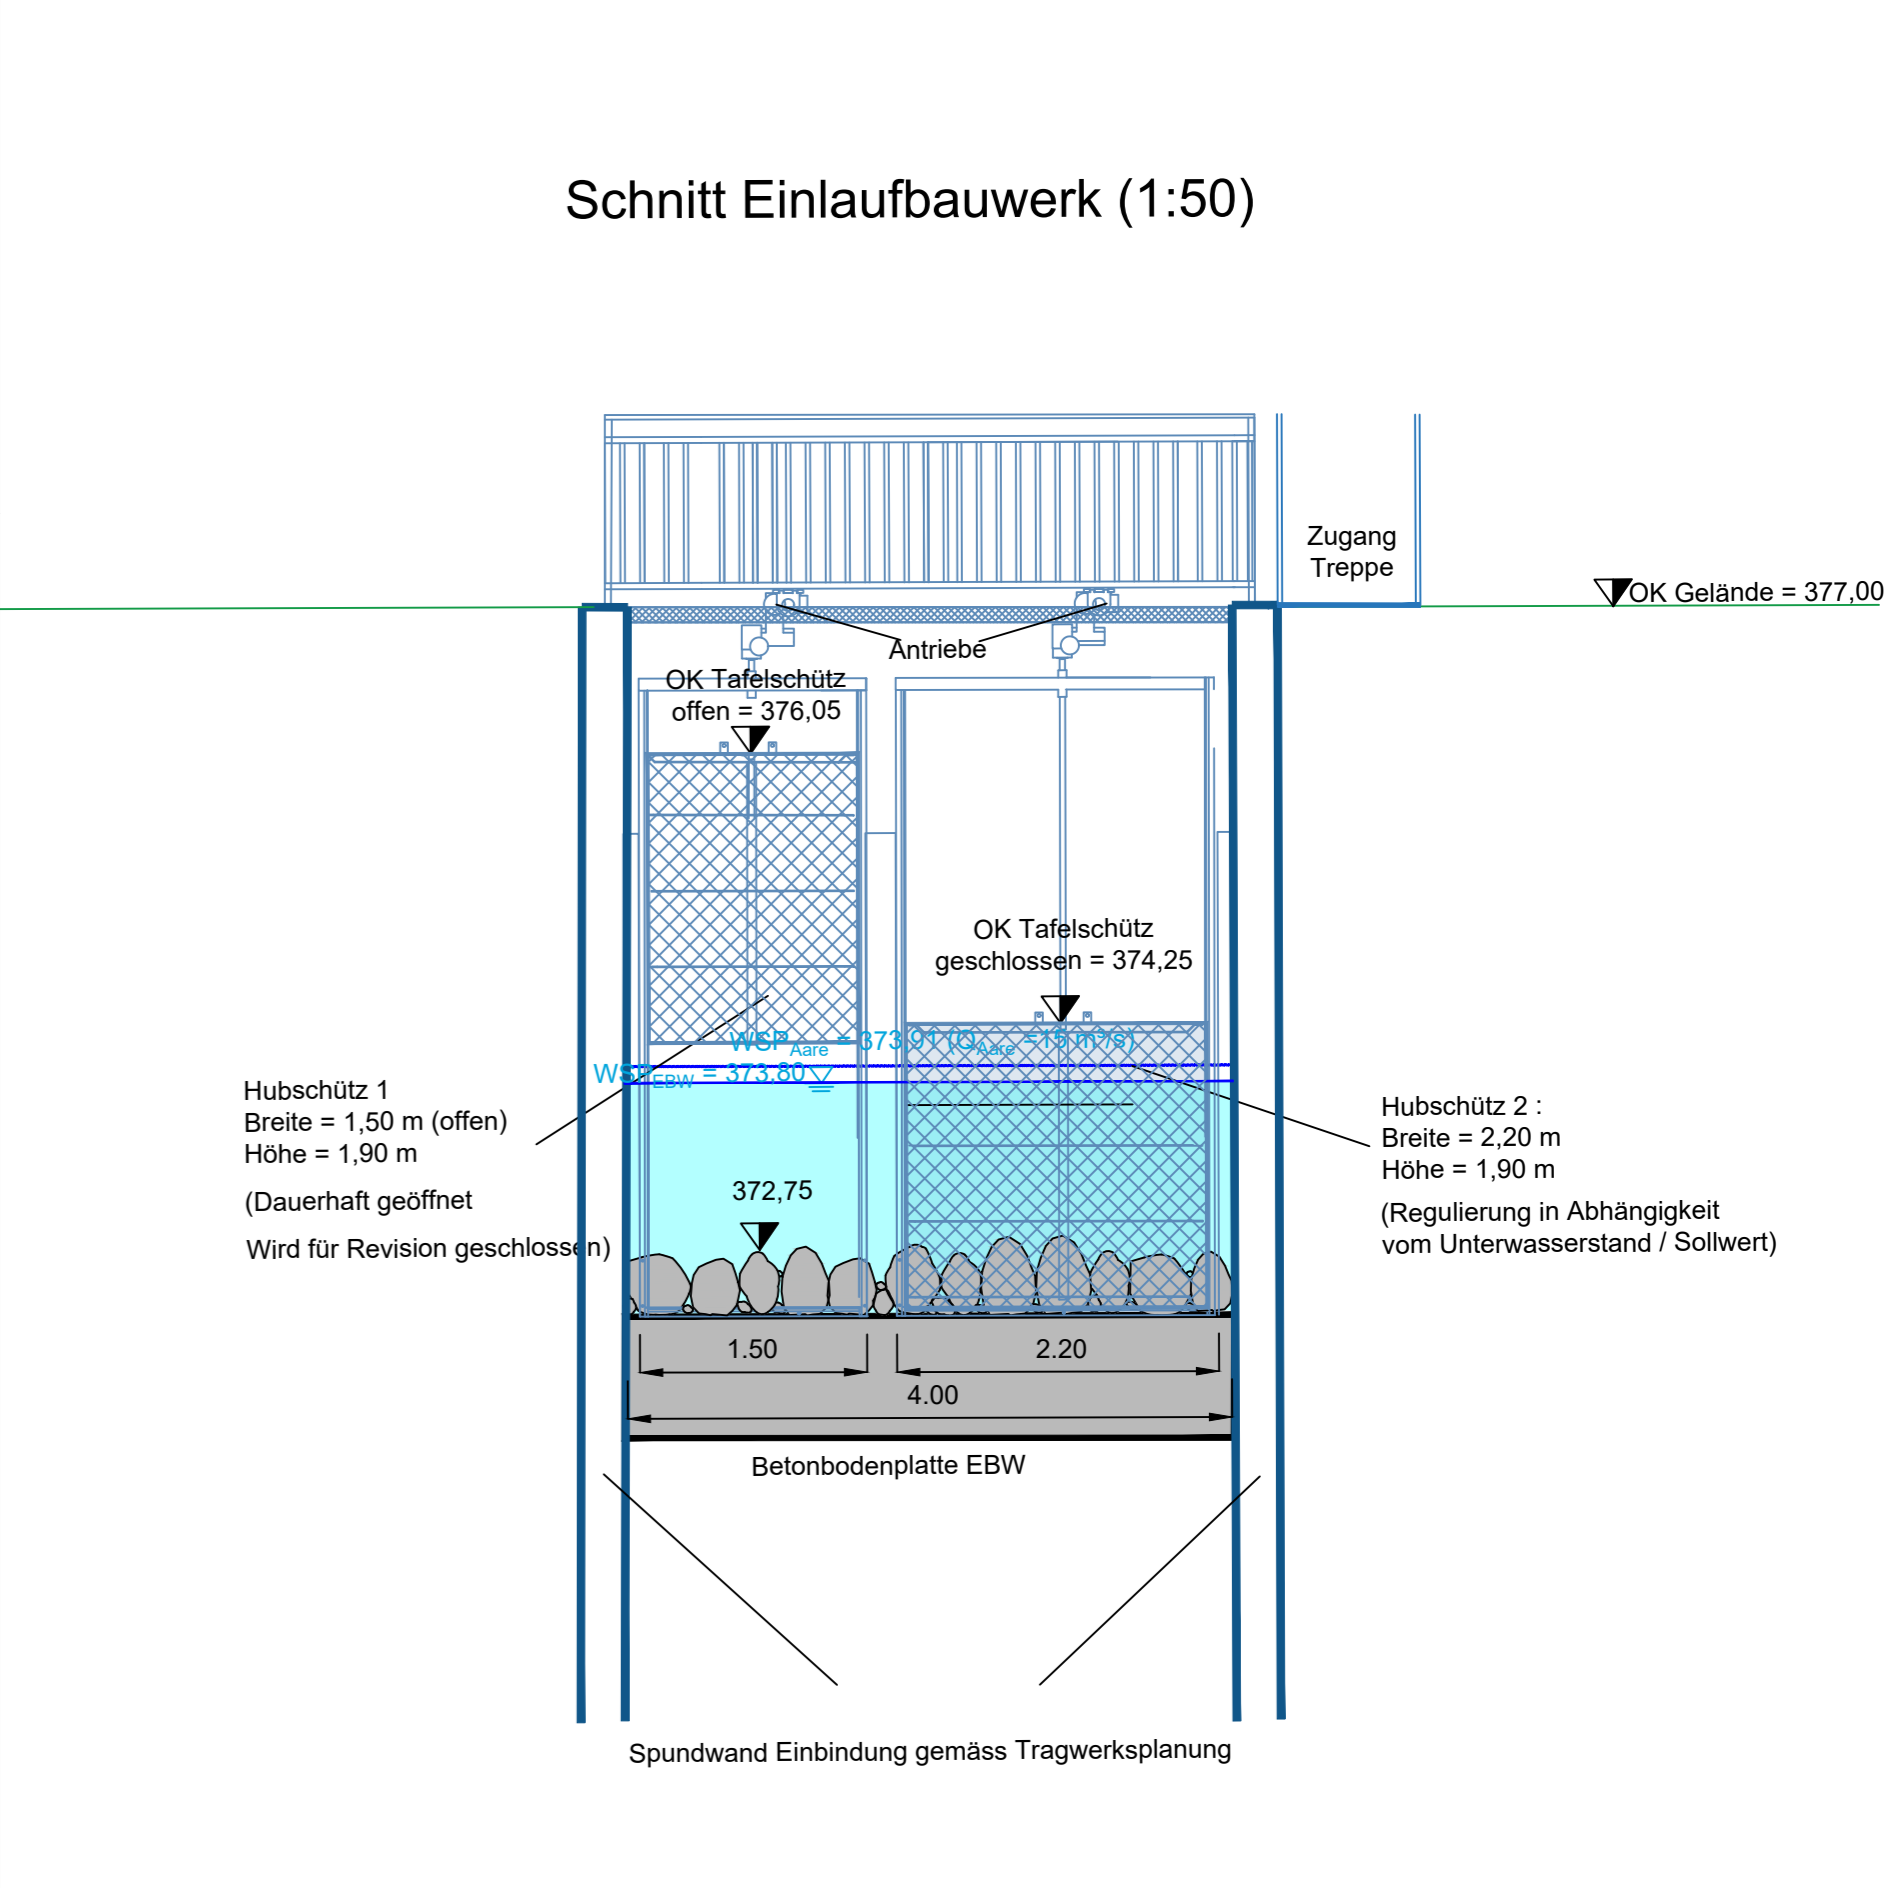 Schnitt Einlaufbauwerk (1:50)
Zugang
Treppe
OK Gelände = 377,00
Antriebe
OK Tafelschütz
offen = 376,05
OK Tafelschütz
geschlossen = 374,25
WSP Aare = 373,91 (Q Aare =15 m³/s)
WSP EBW = 373,80
Hubschütz 1
Breite = 1,50 m (offen)
Höhe = 1,90 m
(Dauerhaft geöffnet
Wird für Revision geschlossen)
Hubschütz 2 :
Breite = 2,20 m
Höhe = 1,90 m
(Regulierung in Abhängigkeit
vom Unterwasserstand / Sollwert)
372,75
1.50
2.20
4.00
Betonbodenplatte EBW
Spundwand Einbindung gemäss Tragwerksplanung